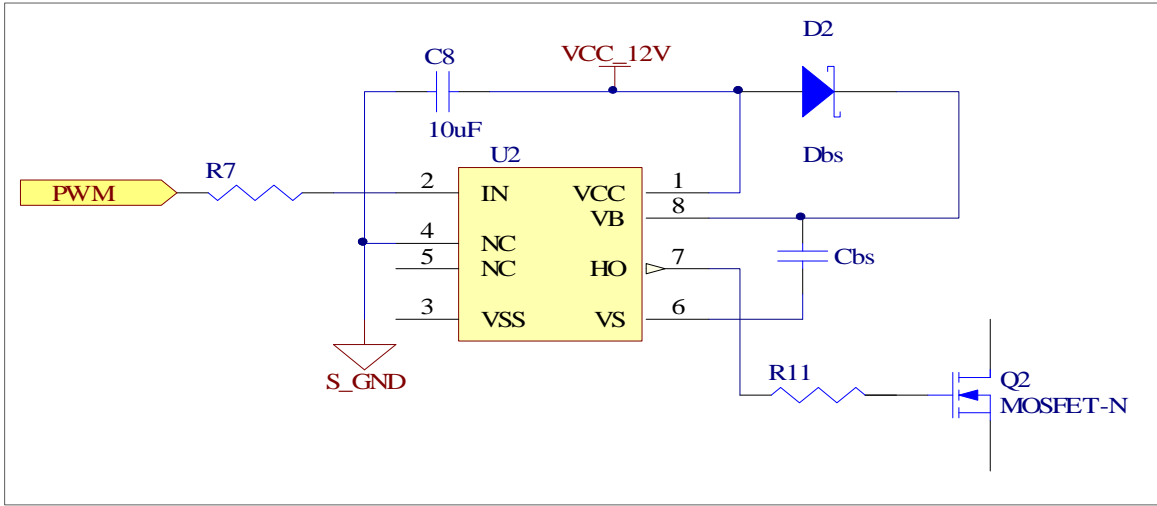 D2
C8
VCC_12V
10uF
Dbs
U2
R7
PWM
2
IN
VCC
1
VB
8
4
NC
5
NC
HO
7
Cbs
3
VSS
VS
6
S_GND
R11
Q2
MOSFET-N